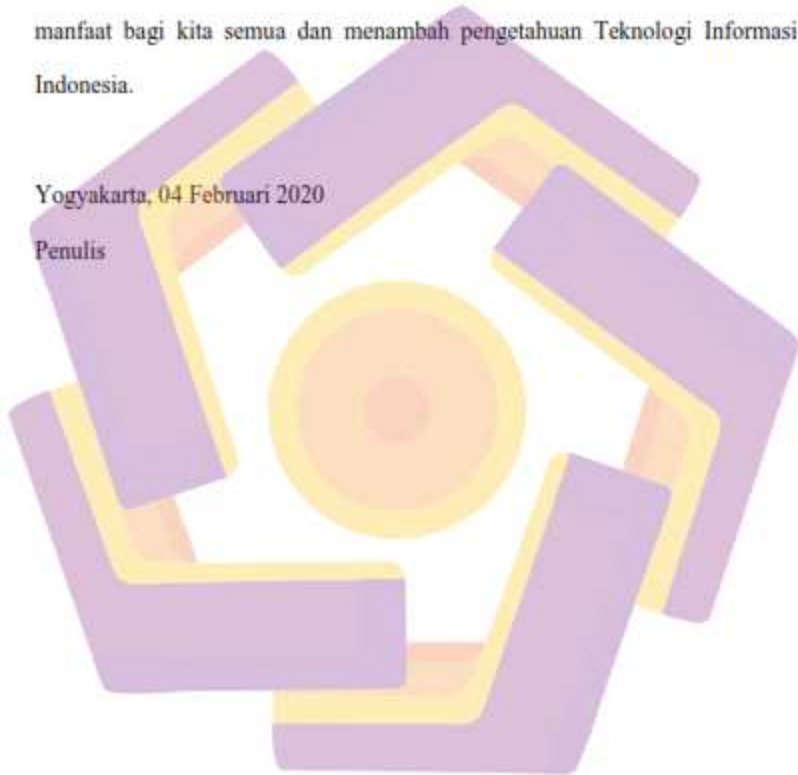 manfaat bagi kita semua dan menambah pengetahuan Teknologi Informasi
Indonesia.
Yogyakarta, 04 Februari 2020
Penulis